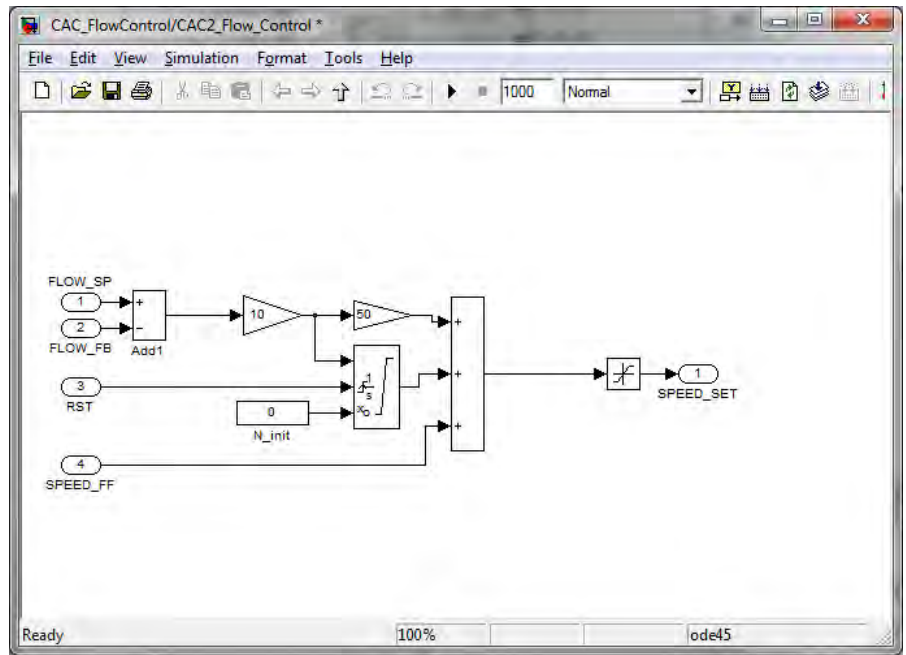 CAC_FlowControl/CAC2_Flow_Control *
File Edit View Simulation Format Tools Help
1000 Normal
FLOW_SP
1
+
2
−
FLOW_FB
Add1
10
50
+
+
+
3
RST
1
s
xo
0
N_init
4
SPEED_FF
1
SPEED_SET
Ready 100% ode45